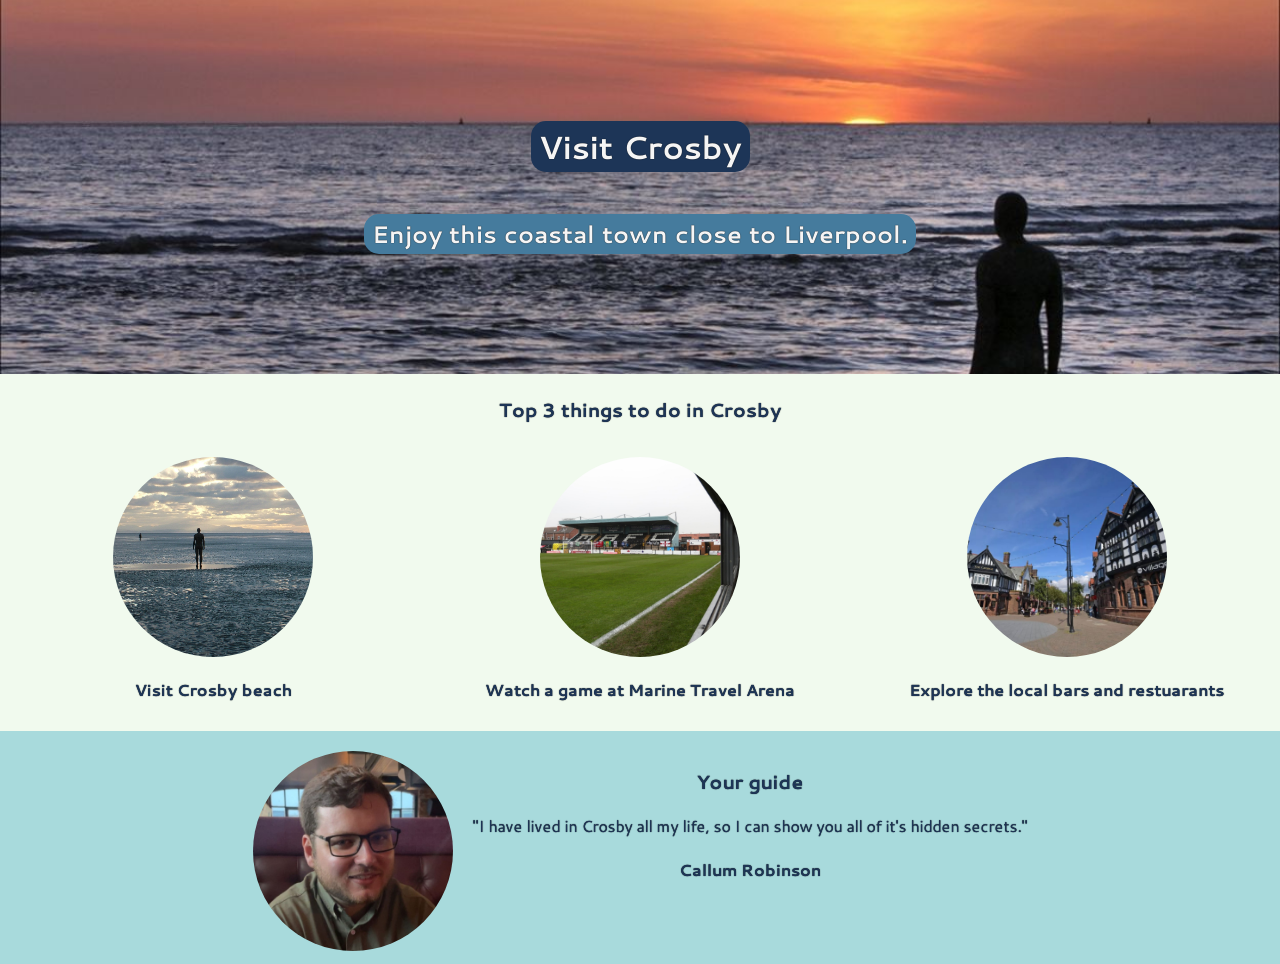 Visit Crosby
Enjoy this coastal town close to Liverpool.
Top 3 things to do in Crosby
Visit Crosby beach
Watch a game at Marine Travel Arena
Explore the local bars and restuarants
Your guide
"I have lived in Crosby all my life, so I can show you all of it's hidden secrets."
Callum Robinson